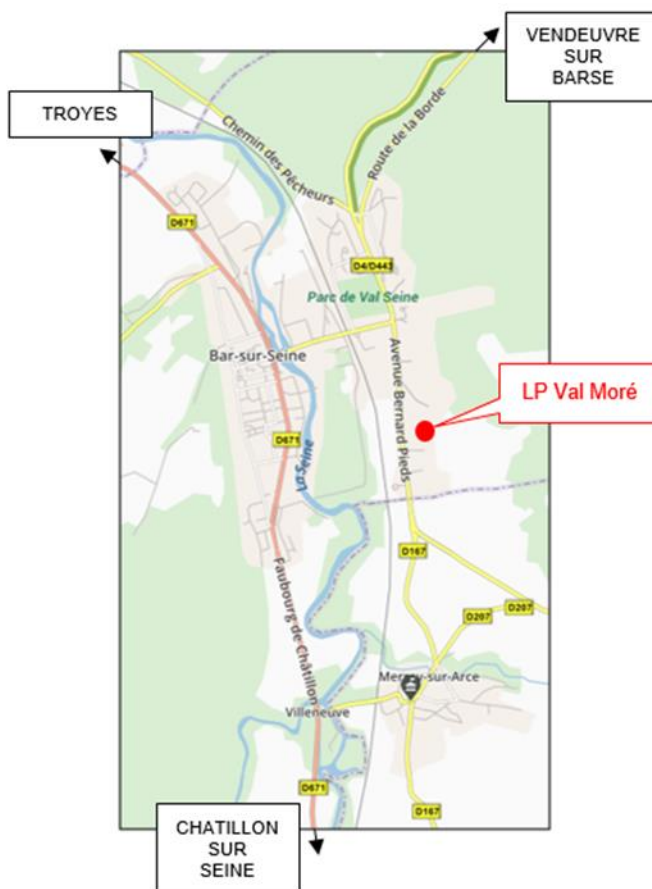 VENDEUVRE
SUR
BARSE
TROYES
Chemin des Pêcheurs
Route de la Borde
D671
D4/D443
Parc de Val Seine
Bar-sur-Seine
Avenue Bernard Pieds
LP Val Moré
D671
La Seine
D167
Faubourg de Châtillon
D207
D207
Villeneuve
D671
D167
CHATILLON
SUR
SEINE